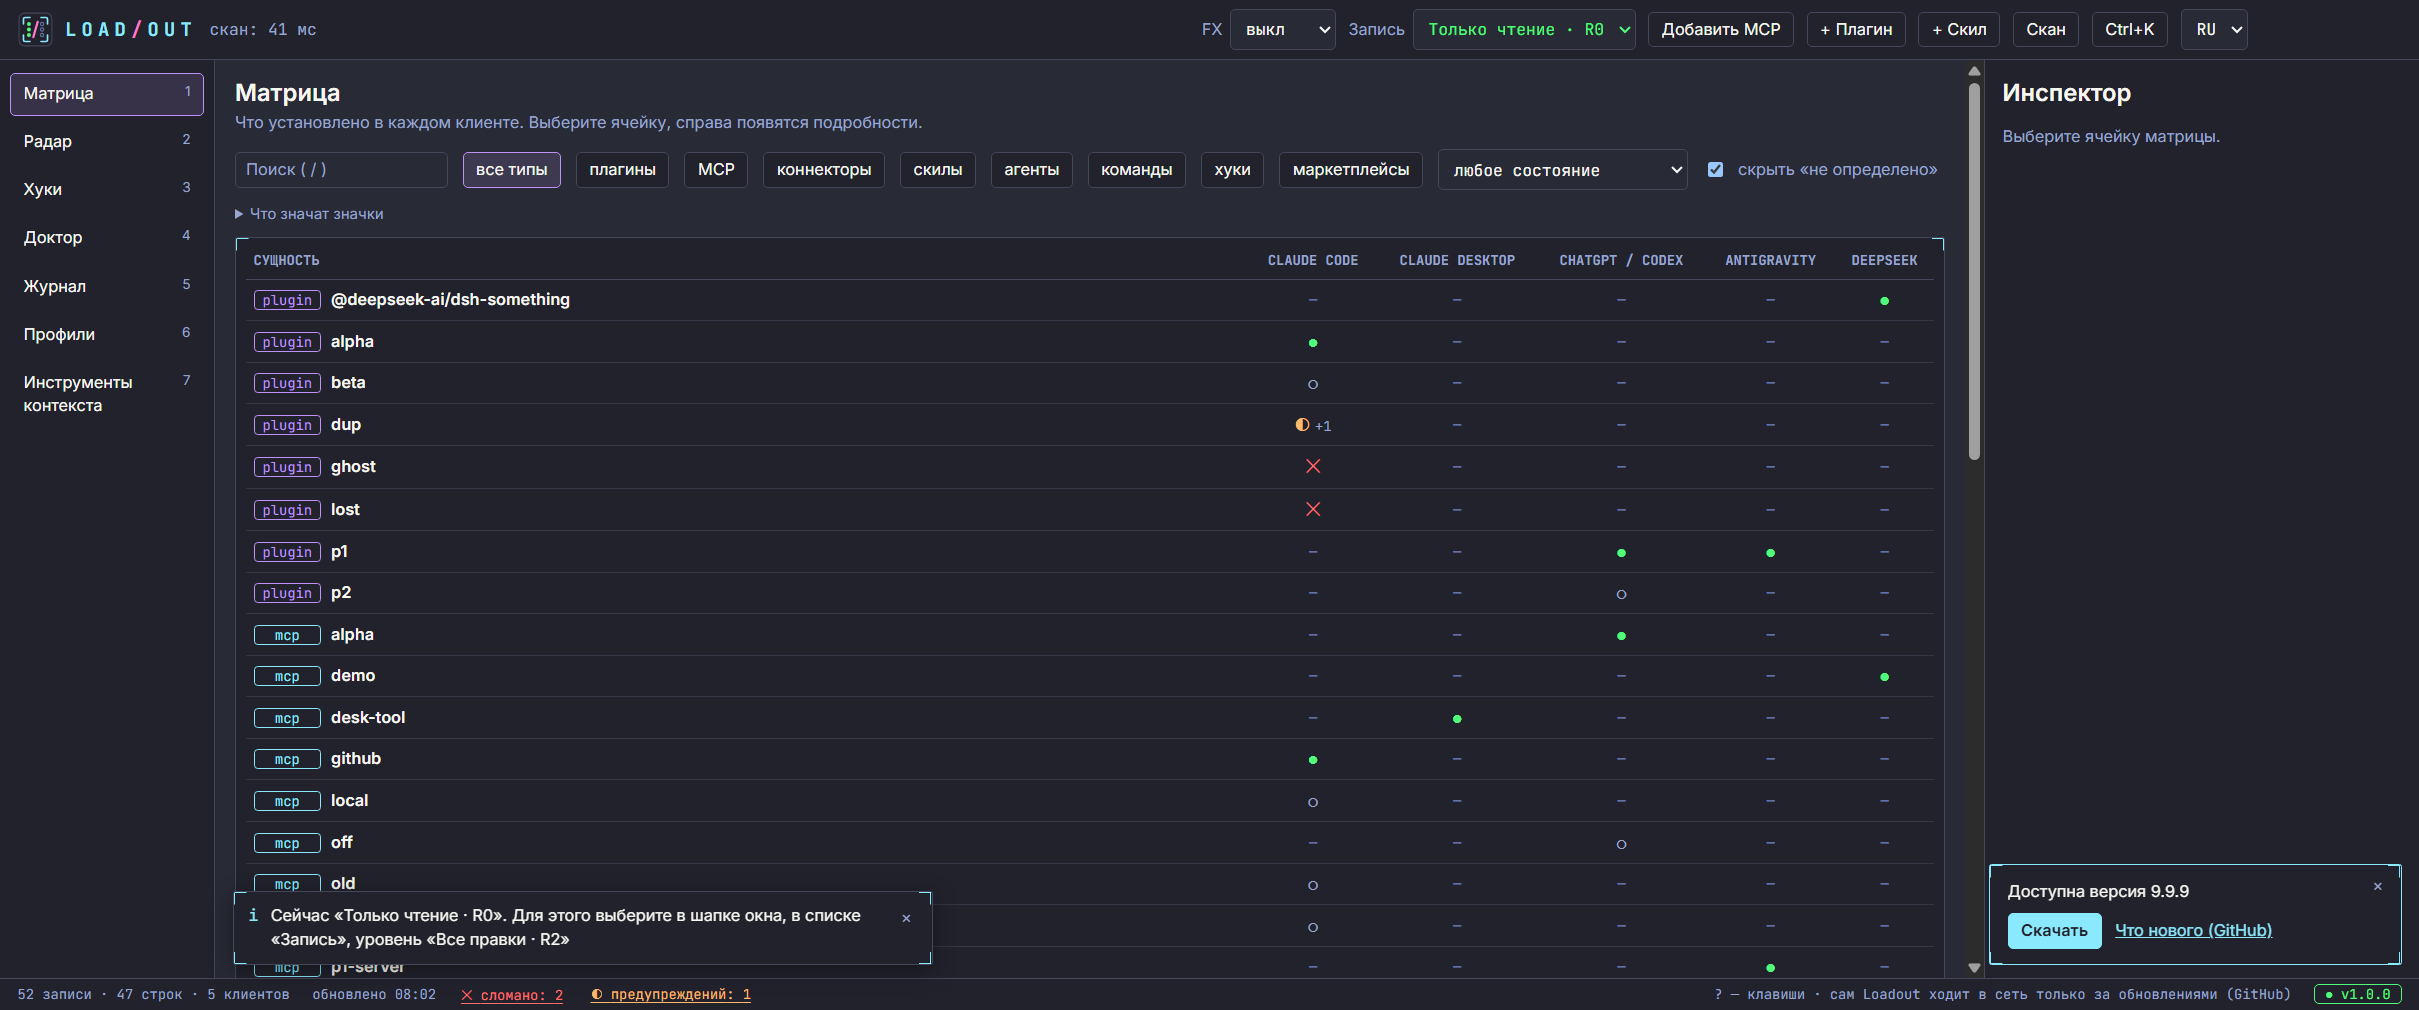 LOAD/OUT скан: 41 мс FX выкл Запись Только чтение · R0 Добавить MCP + Плагин + Скил Скан Ctrl+K RU
Матрица 1
Радар 2
Хуки 3
Доктор 4
Журнал 5
Профили 6
Инструменты контекста 7
Матрица
Что установлено в каждом клиенте. Выберите ячейку, справа появятся подробности.
Поиск ( / ) все типы плагины MCP коннекторы скилы агенты команды хуки маркетплейсы любое состояние скрыть «не определено»
▶ Что значат значки
СУЩНОСТЬ CLAUDE CODE CLAUDE DESKTOP CHATGPT / CODEX ANTIGRAVITY DEEPSEEK
plugin @deepseek-ai/dsh-something — — — — ●
plugin alpha ● — — — —
plugin beta ○ — — — —
plugin dup ◐ +1 — — — —
plugin ghost ✕ — — — —
plugin lost ✕ — — — —
plugin p1 — — ● ● —
plugin p2 — — ○ — —
mcp alpha — — ● — —
mcp demo — — — — ●
mcp desk-tool — ● — — —
mcp github ● — — — —
mcp local ○ — — — —
mcp off — — ○ — —
mcp old ○ — — — —
○ — — — —
mcp p1-server — — — ● —
i Сейчас «Только чтение · R0». Для этого выберите в шапке окна, в списке ×
«Запись», уровень «Все правки · R2»
Инспектор
Выберите ячейку матрицы.
Доступна версия 9.9.9 ×
Скачать Что нового (GitHub)
52 записи · 47 строк · 5 клиентов обновлено 08:02 ✕ сломано: 2 ◐ предупреждений: 1 ? — клавиши · сам Loadout ходит в сеть только за обновлениями (GitHub) ● v1.0.0